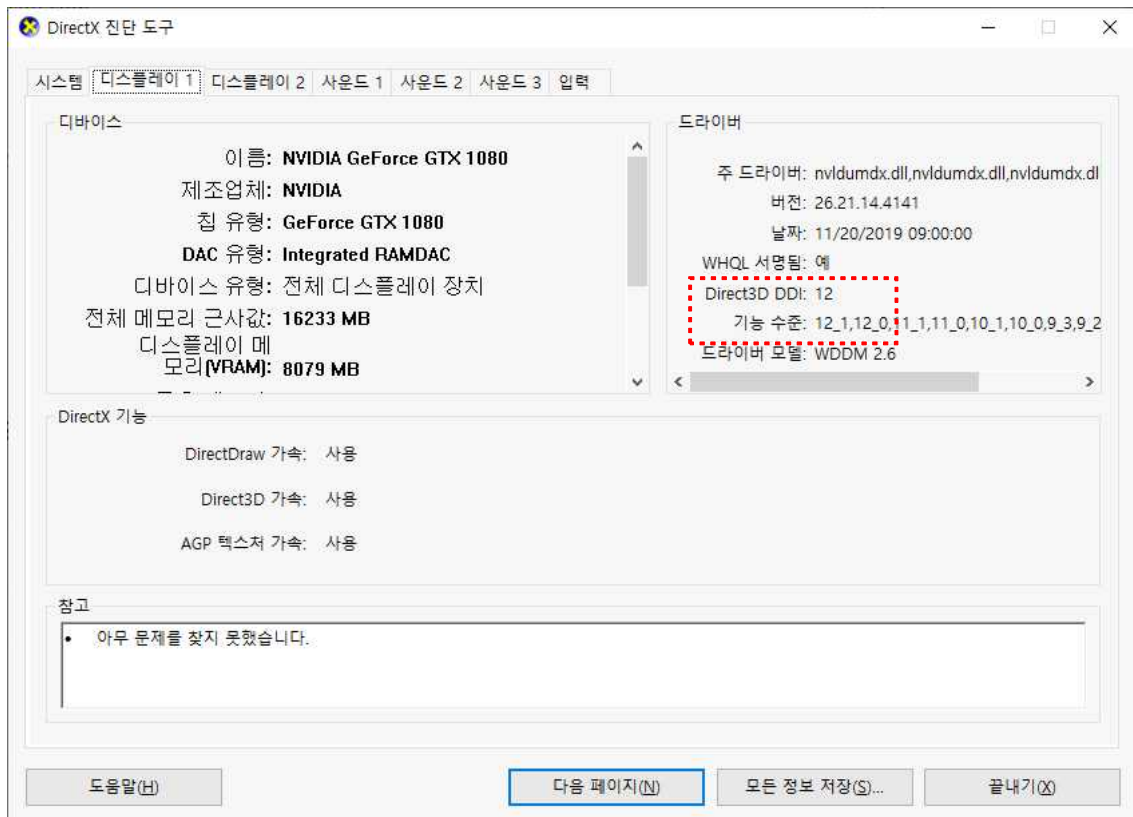 DirectX 진단 도구
시스템 디스플레이 1 디스플레이 2 사운드 1 사운드 2 사운드 3 입력
디바이스
이름: NVIDIA GeForce GTX 1080
제조업체: NVIDIA
칩 유형: GeForce GTX 1080
DAC 유형: Integrated RAMDAC
디바이스 유형: 전체 디스플레이 장치
전체 메모리 근사값: 16233 MB
디스플레이 메
모리(VRAM): 8079 MB
드라이버
주 드라이버: nvldumdx.dll,nvldumdx.dll,nvldumdx.dl
버전: 26.21.14.4141
날짜: 11/20/2019 09:00:00
WHQL 서명됨: 예
Direct3D DDI: 12
기능 수준: 12_1,12_0,11_1,11_0,10_1,10_0,9_3,9_2
드라이버 모델: WDDM 2.6
DirectX 기능
DirectDraw 가속: 사용
Direct3D 가속: 사용
AGP 텍스처 가속: 사용
참고
• 아무 문제를 찾지 못했습니다.
도움말(H) 다음 페이지(N) 모든 정보 저장(S)... 끝내기(X)